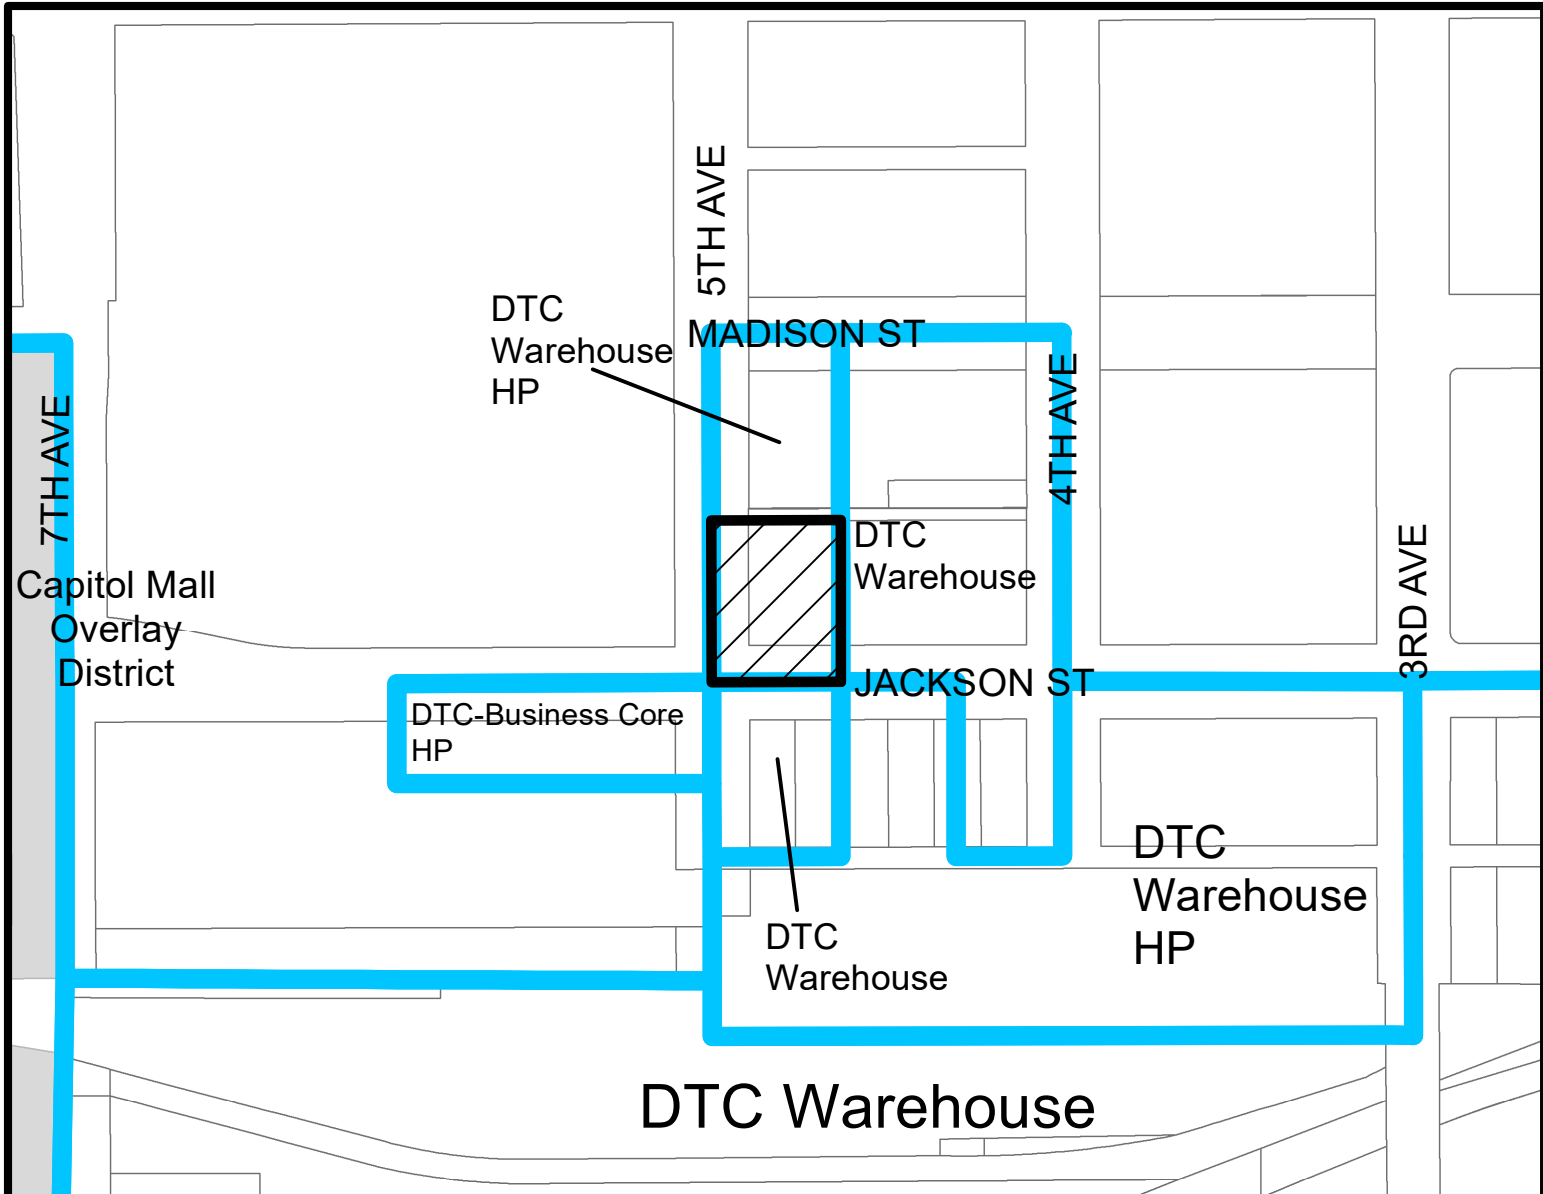 5TH AVE
DTC
Warehouse
HP
MADISON ST
4TH AVE
7TH AVE
DTC
Warehouse
3RD AVE
Capitol Mall
Overlay
District
JACKSON ST
DTC-Business Core
HP
DTC
Warehouse
HP
DTC
Warehouse
DTC Warehouse